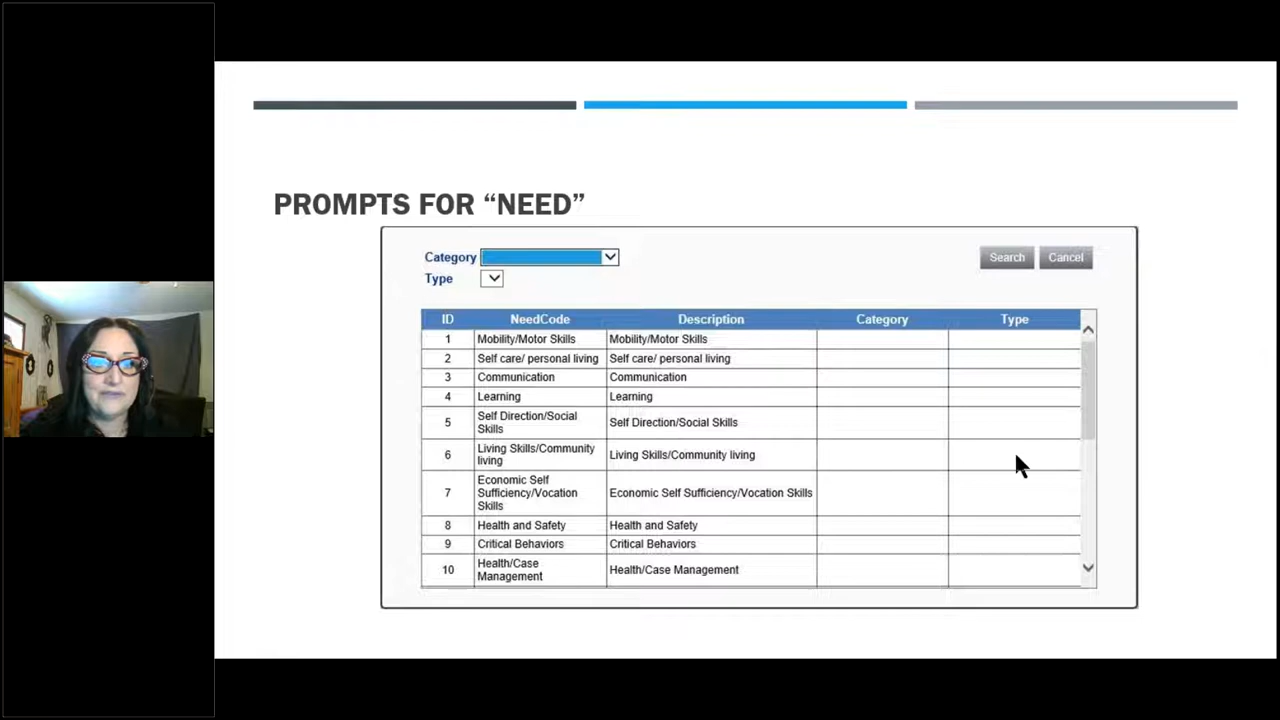 PROMPTS FOR “NEED”
Category
Search
Cancel
Type
ID NeedCode Description Category Type
1 Mobility/Motor Skills Mobility/Motor Skills
2 Self care/ personal living Self care/ personal living
3 Communication Communication
4 Learning Learning
5 Self Direction/Social Skills Self Direction/Social Skills
6 Living Skills/Community living Living Skills/Community living
7 Economic Self Sufficiency/Vocation Skills Economic Self Sufficiency/Vocation Skills
8 Health and Safety Health and Safety
9 Critical Behaviors Critical Behaviors
10 Health/Case Management Health/Case Management